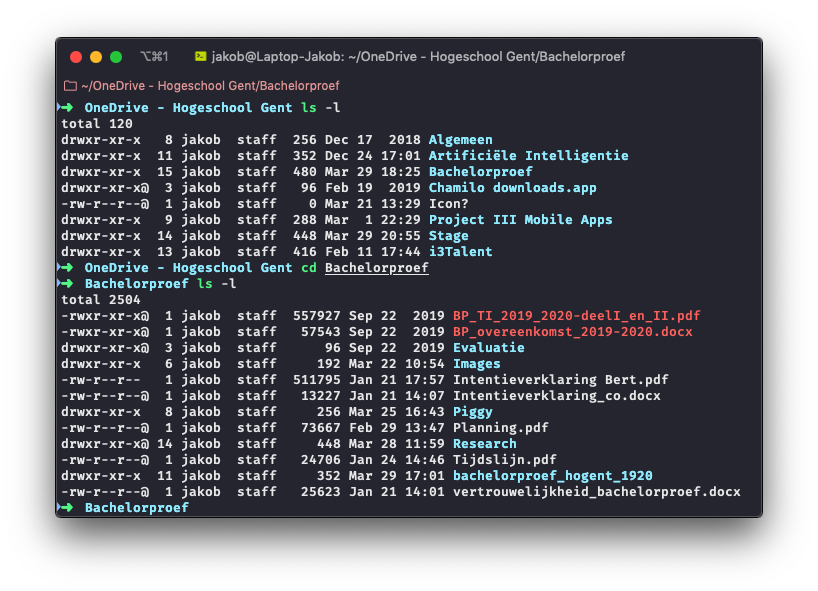 ⌥⌘1 jakob@Laptop-Jakob: ~/OneDrive - Hogeschool Gent/Bachelorproef
~/OneDrive - Hogeschool Gent/Bachelorproef
➜ OneDrive - Hogeschool Gent ls -l
total 120
drwxr-xr-x 8 jakob staff 256 Dec 17 2018 Algemeen
drwxr-xr-x 11 jakob staff 352 Dec 24 17:01 Artificiële Intelligentie
drwxr-xr-x 15 jakob staff 480 Mar 29 18:25 Bachelorproef
drwxr-xr-x@ 3 jakob staff 96 Feb 19 2019 Chamilo downloads.app
-rw-r--r--@ 1 jakob staff 0 Mar 21 13:29 Icon?
drwxr-xr-x 9 jakob staff 288 Mar 1 22:29 Project III Mobile Apps
drwxr-xr-x 14 jakob staff 448 Mar 29 20:55 Stage
drwxr-xr-x 13 jakob staff 416 Feb 11 17:44 i3Talent
➜ OneDrive - Hogeschool Gent cd Bachelorproef
➜ Bachelorproef ls -l
total 2504
-rwxr-xr-x@ 1 jakob staff 557927 Sep 22 2019 BP_TI_2019_2020-deelI_en_II.pdf
-rwxr-xr-x@ 1 jakob staff 57543 Sep 22 2019 BP_overeenkomst_2019-2020.docx
drwxr-xr-x@ 3 jakob staff 96 Sep 22 2019 Evaluatie
drwxr-xr-x 6 jakob staff 192 Mar 22 10:54 Images
-rw-r--r-- 1 jakob staff 511795 Jan 21 17:57 Intentieverklaring Bert.pdf
-rw-r--r--@ 1 jakob staff 13227 Jan 21 14:07 Intentieverklaring_co.docx
drwxr-xr-x 8 jakob staff 256 Mar 25 16:43 Piggy
-rw-r--r--@ 1 jakob staff 73667 Feb 29 13:47 Planning.pdf
drwxr-xr-x@ 14 jakob staff 448 Mar 28 11:59 Research
-rw-r--r--@ 1 jakob staff 24706 Jan 24 14:46 Tijdslijn.pdf
drwxr-xr-x 11 jakob staff 352 Mar 29 17:01 bachelorproef_hogent_1920
-rw-r--r--@ 1 jakob staff 25623 Jan 21 14:01 vertrouwelijkheid_bachelorproef.docx
➜ Bachelorproef